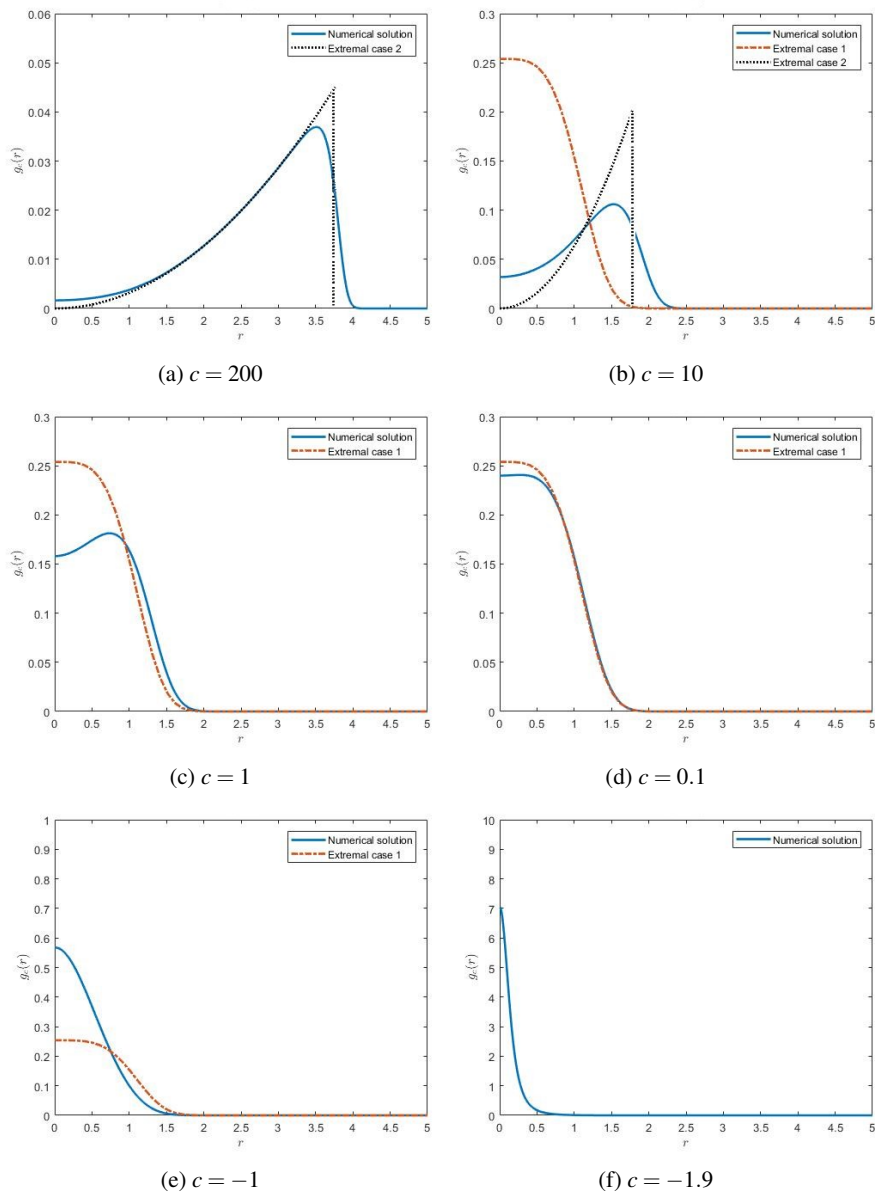 0.06
0.05
0.04
0.03
0.02
0.01
0
g_c(r)
Numerical solution
Extremal case 2
0 0.5 1 1.5 2 2.5 3 3.5 4 4.5 5
r
(a) c = 200
0.3
0.25
0.2
0.15
0.1
0.05
0
g_c(r)
Numerical solution
Extremal case 1
Extremal case 2
0 0.5 1 1.5 2 2.5 3 3.5 4 4.5 5
r
(b) c = 10
0.3
0.25
0.2
0.15
0.1
0.05
0
g_c(r)
Numerical solution
Extremal case 1
0 0.5 1 1.5 2 2.5 3 3.5 4 4.5 5
r
(c) c = 1
0.3
0.25
0.2
0.15
0.1
0.05
0
g_c(r)
Numerical solution
Extremal case 1
0 0.5 1 1.5 2 2.5 3 3.5 4 4.5 5
r
(d) c = 0.1
1
0.9
0.8
0.7
0.6
0.5
0.4
0.3
0.2
0.1
0
g_c(r)
Numerical solution
Extremal case 1
0 0.5 1 1.5 2 2.5 3 3.5 4 4.5 5
r
(e) c = −1
10
9
8
7
6
5
4
3
2
1
0
g_c(r)
Numerical solution
0 0.5 1 1.5 2 2.5 3 3.5 4 4.5 5
r
(f) c = −1.9